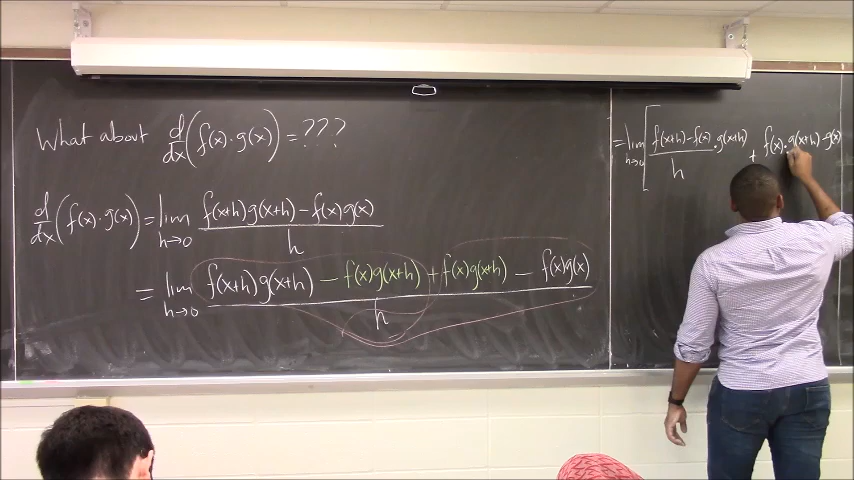 What about d/dx (f(x)·g(x)) = ???
d/dx (f(x)·g(x)) = lim h→0 f(x+h)g(x+h) – f(x)g(x) / h
= lim h→0 f(x+h)g(x+h) – f(x)g(x+h) + f(x)g(x+h) – f(x)g(x) / h
= lim h→0 [ f(x+h)–f(x) / h · g(x+h) + f(x)· g(x+h)–g(x)